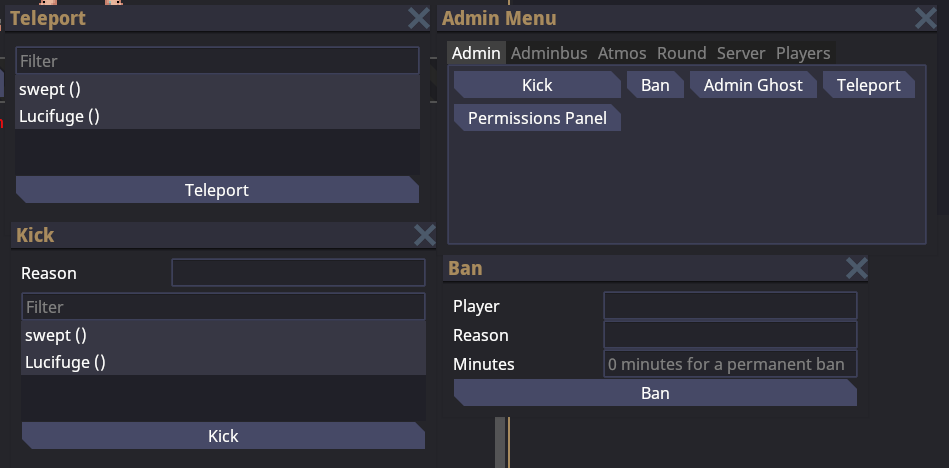 Teleport
Filter
swept ()
Lucifuge ()
Teleport
Kick
Reason
Filter
swept ()
Lucifuge ()
Kick
Admin Menu
Admin Adminbus Atmos Round Server Players
Kick Ban Admin Ghost Teleport
Permissions Panel
Ban
Player
Reason
Minutes 0 minutes for a permanent ban
Ban